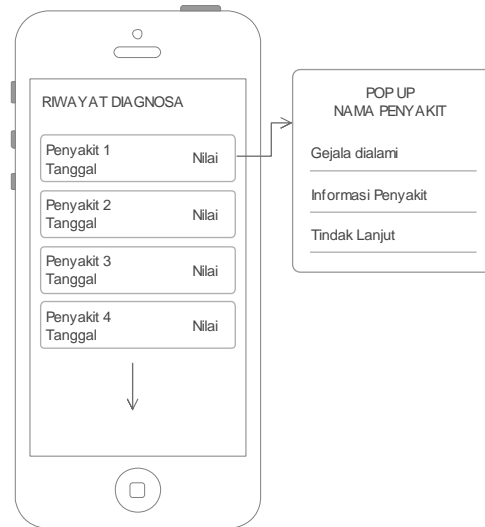 RIWAYAT DIAGNOSA
Penyakit 1
Tanggal
Nilai
Penyakit 2
Tanggal
Nilai
Penyakit 3
Tanggal
Nilai
Penyakit 4
Tanggal
Nilai
POP UP
NAMA PENYAKIT
Gejala dialami
Informasi Penyakit
Tindak Lanjut